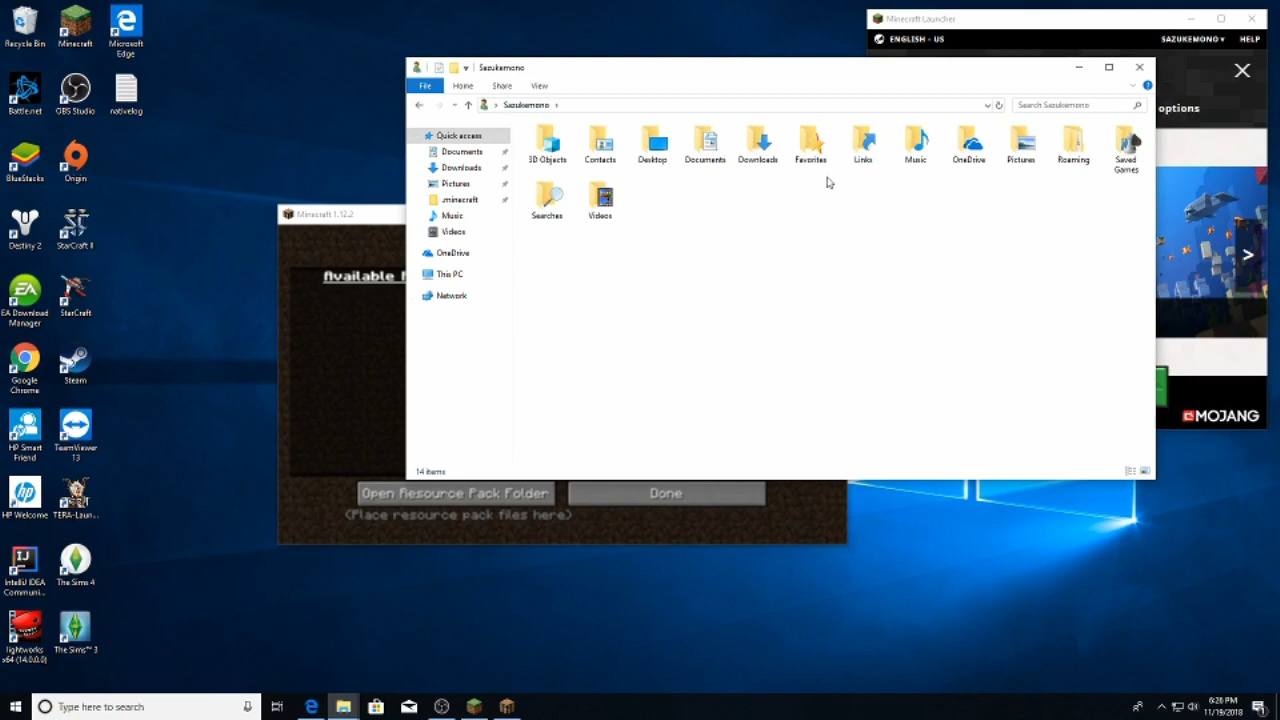 Recycle Bin
Minecraft
Microsoft
Edge
Battle.net
OBS Studio
nativelog
BlueStacks
Origin
Destiny 2
StarCraft II
EA Download
Manager
StarCraft
Google
Chrome
Steam
HP Smart
Friend
TeamViewer
13
HP Welcome
TERA-Laun...
IntelliJ IDEA
Communi...
The Sims 4
lightworks
x64 (14.0.0.0)
The Sims™ 3
Minecraft Launcher
ENGLISH - US
SAZUKEMONO
HELP
options
MOJANG
Sazukemono
File
Home
Share
View
Sazukemono
Search Sazukemono
Quick access
Documents
Downloads
Pictures
.minecraft
Music
Videos
OneDrive
This PC
Network
3D Objects
Contacts
Desktop
Documents
Downloads
Favorites
Links
Music
OneDrive
Pictures
Roaming
Saved
Games
Searches
Videos
14 items
Minecraft 1.12.2
Available
Open Resource Pack Folder
Done
(Place resource pack files here)
Type here to search
6:26 PM
11/19/2018